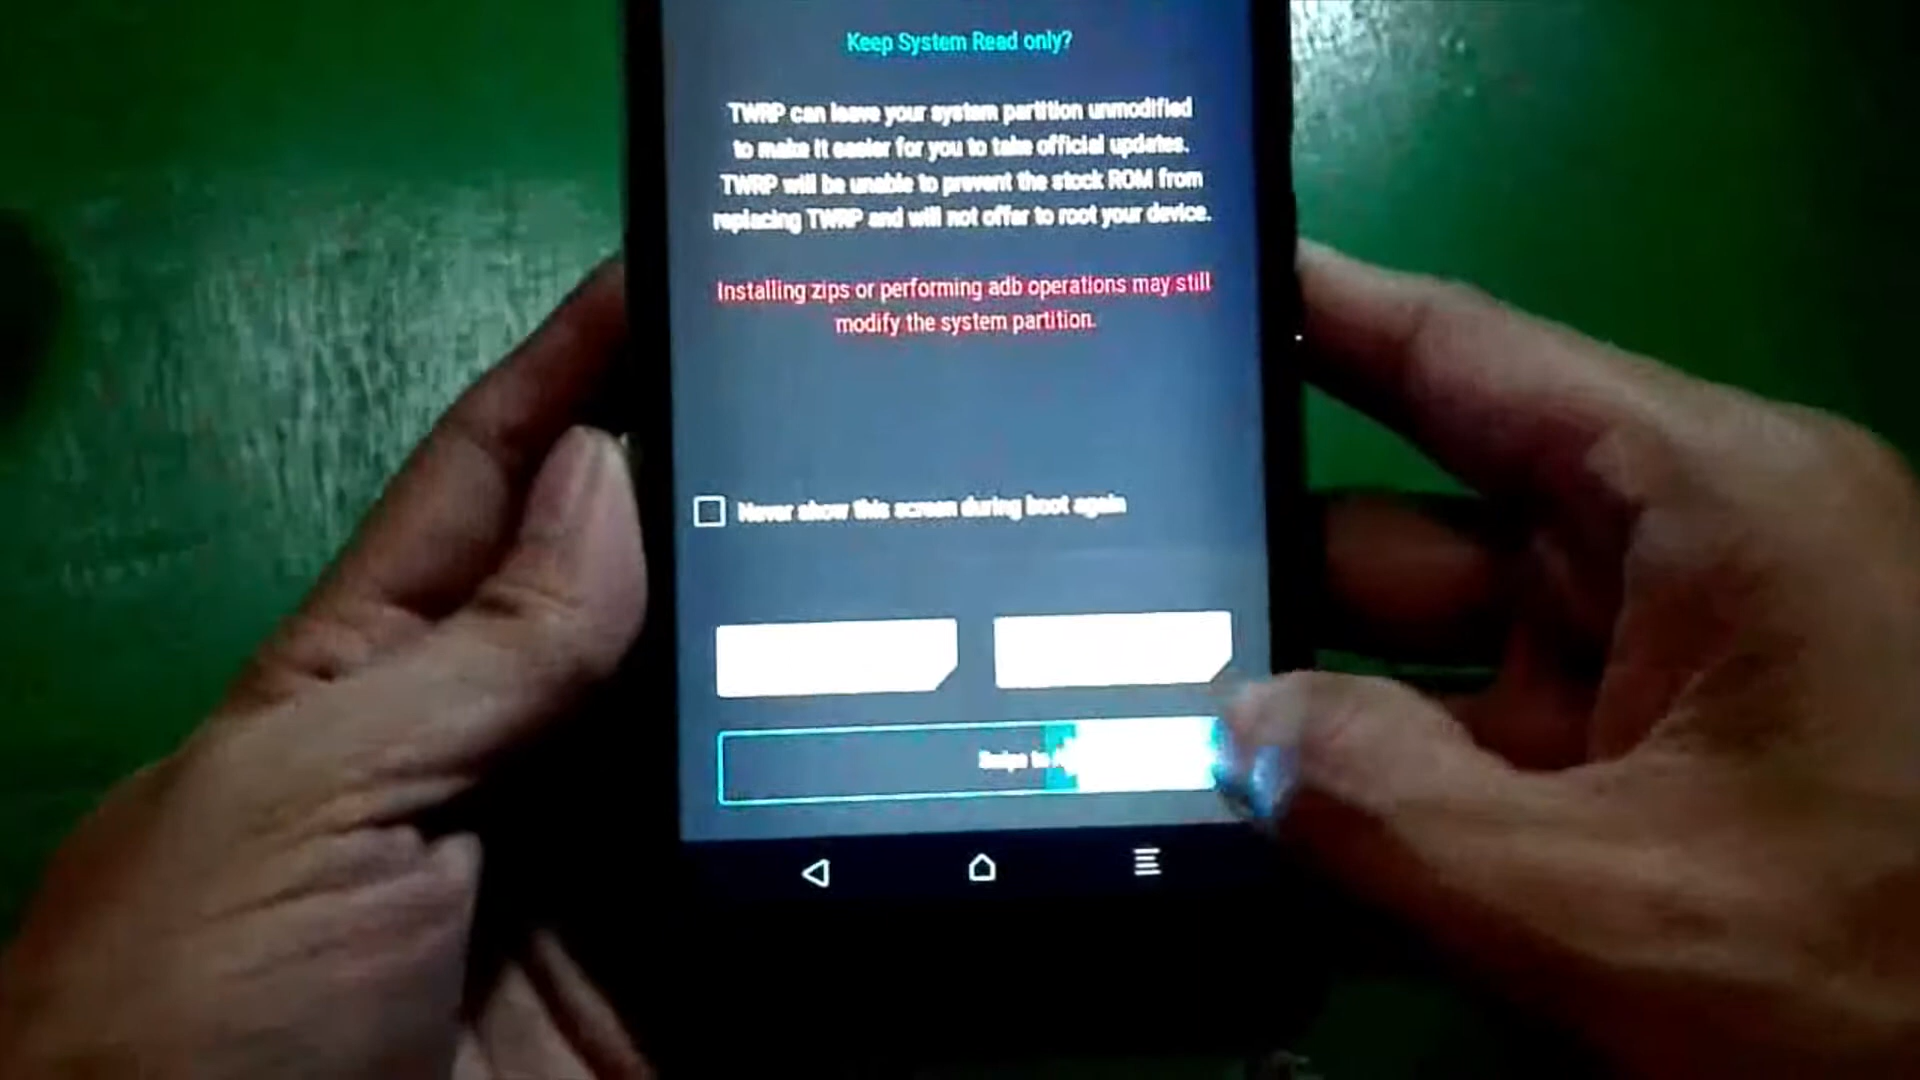 Keep System Read only?
TWRP can leave your system partition unmodified
to make it easier for you to take official updates.
TWRP will be unable to prevent the stock ROM from
replacing TWRP and will not offer to root your device.
Installing zips or performing adb operations may still
modify the system partition.
Never show this screen during boot again
Swipe to